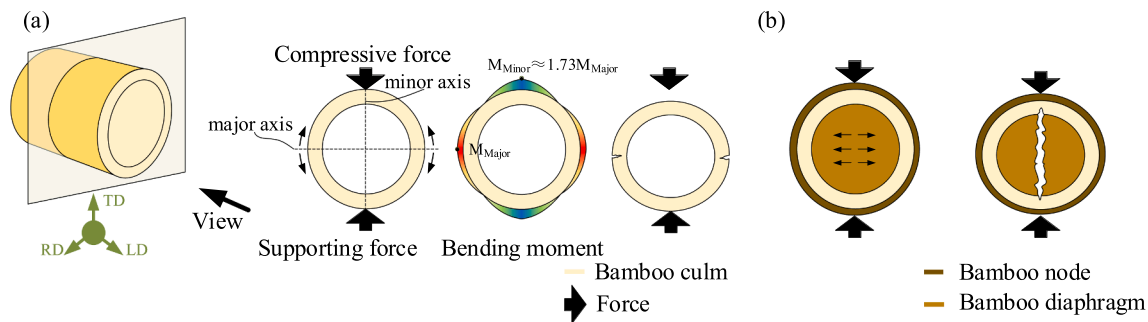 (a)
(b)
Compressive force
minor axis
major axis
M_Minor≈1.73M_Major
M_Major
TD
RD
LD
View
Supporting force
Bending moment
Bamboo culm
Force
Bamboo node
Bamboo diaphragm